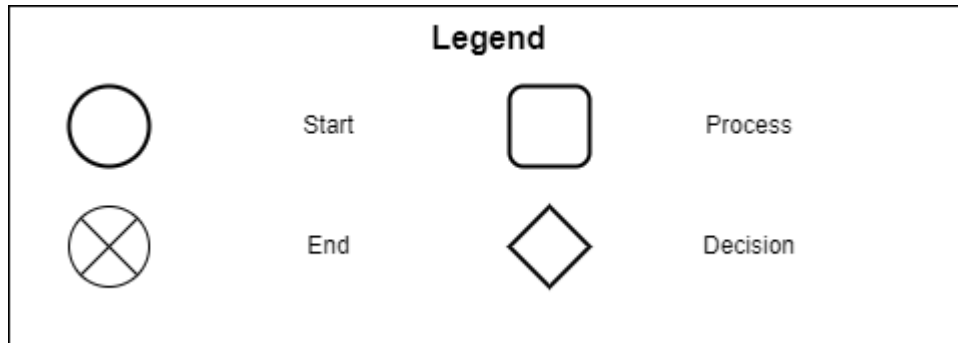 Legend
Start
Process
End
Decision